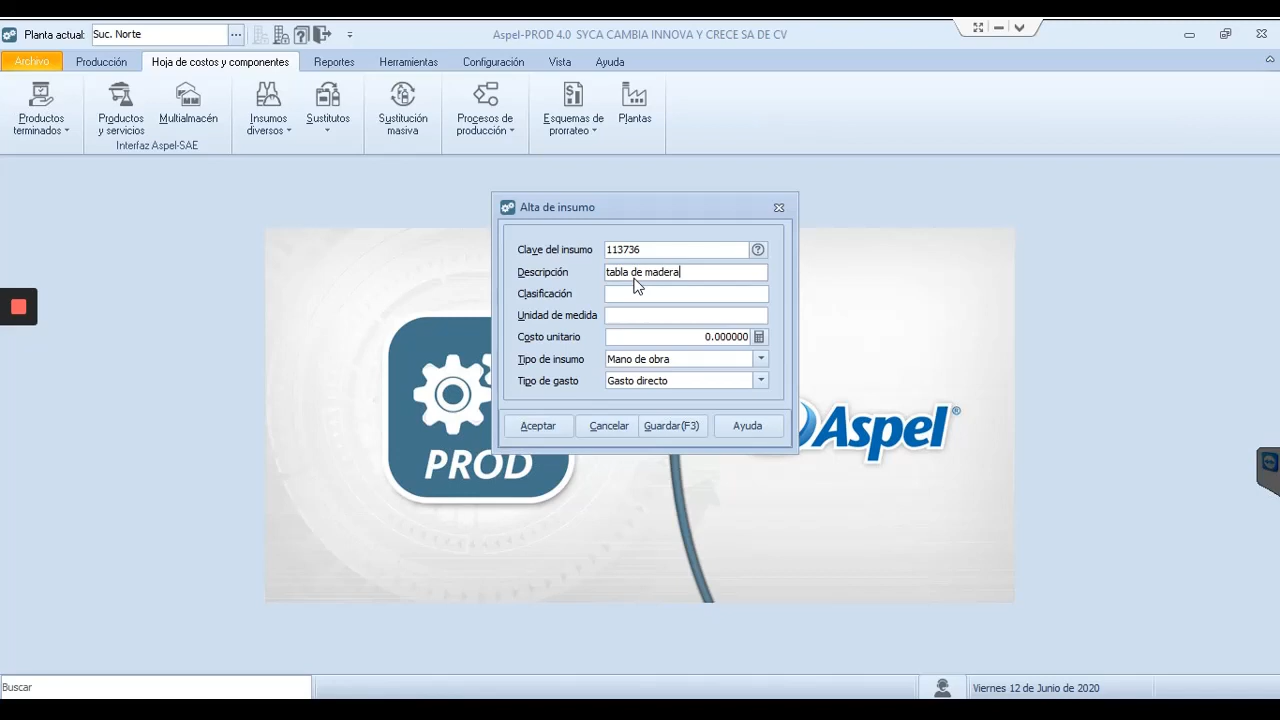 Planta actual: Suc. Norte ... Aspel-PROD 4.0 SYCA CAMBIA INNOVA Y CRECE SA DE CV
Archivo Producción Hoja de costos y componentes Reportes Herramientas Configuración Vista Ayuda
Productos terminados
Productos y servicios
Multialmacén
Interfaz Aspel-SAE
Insumos diversos
Sustitutos
Sustitución masiva
Procesos de producción
Esquemas de prorrateo
Plantas
Alta de insumo
Clave del insumo 113736
Descripción tabla de madera
Clasificación
Unidad de medida
Costo unitario 0.000000
Tipo de insumo Mano de obra
Tipo de gasto Gasto directo
Aceptar Cancelar Guardar(F3) Ayuda
PROD
Aspel®
Buscar
Viernes 12 de Junio de 2020